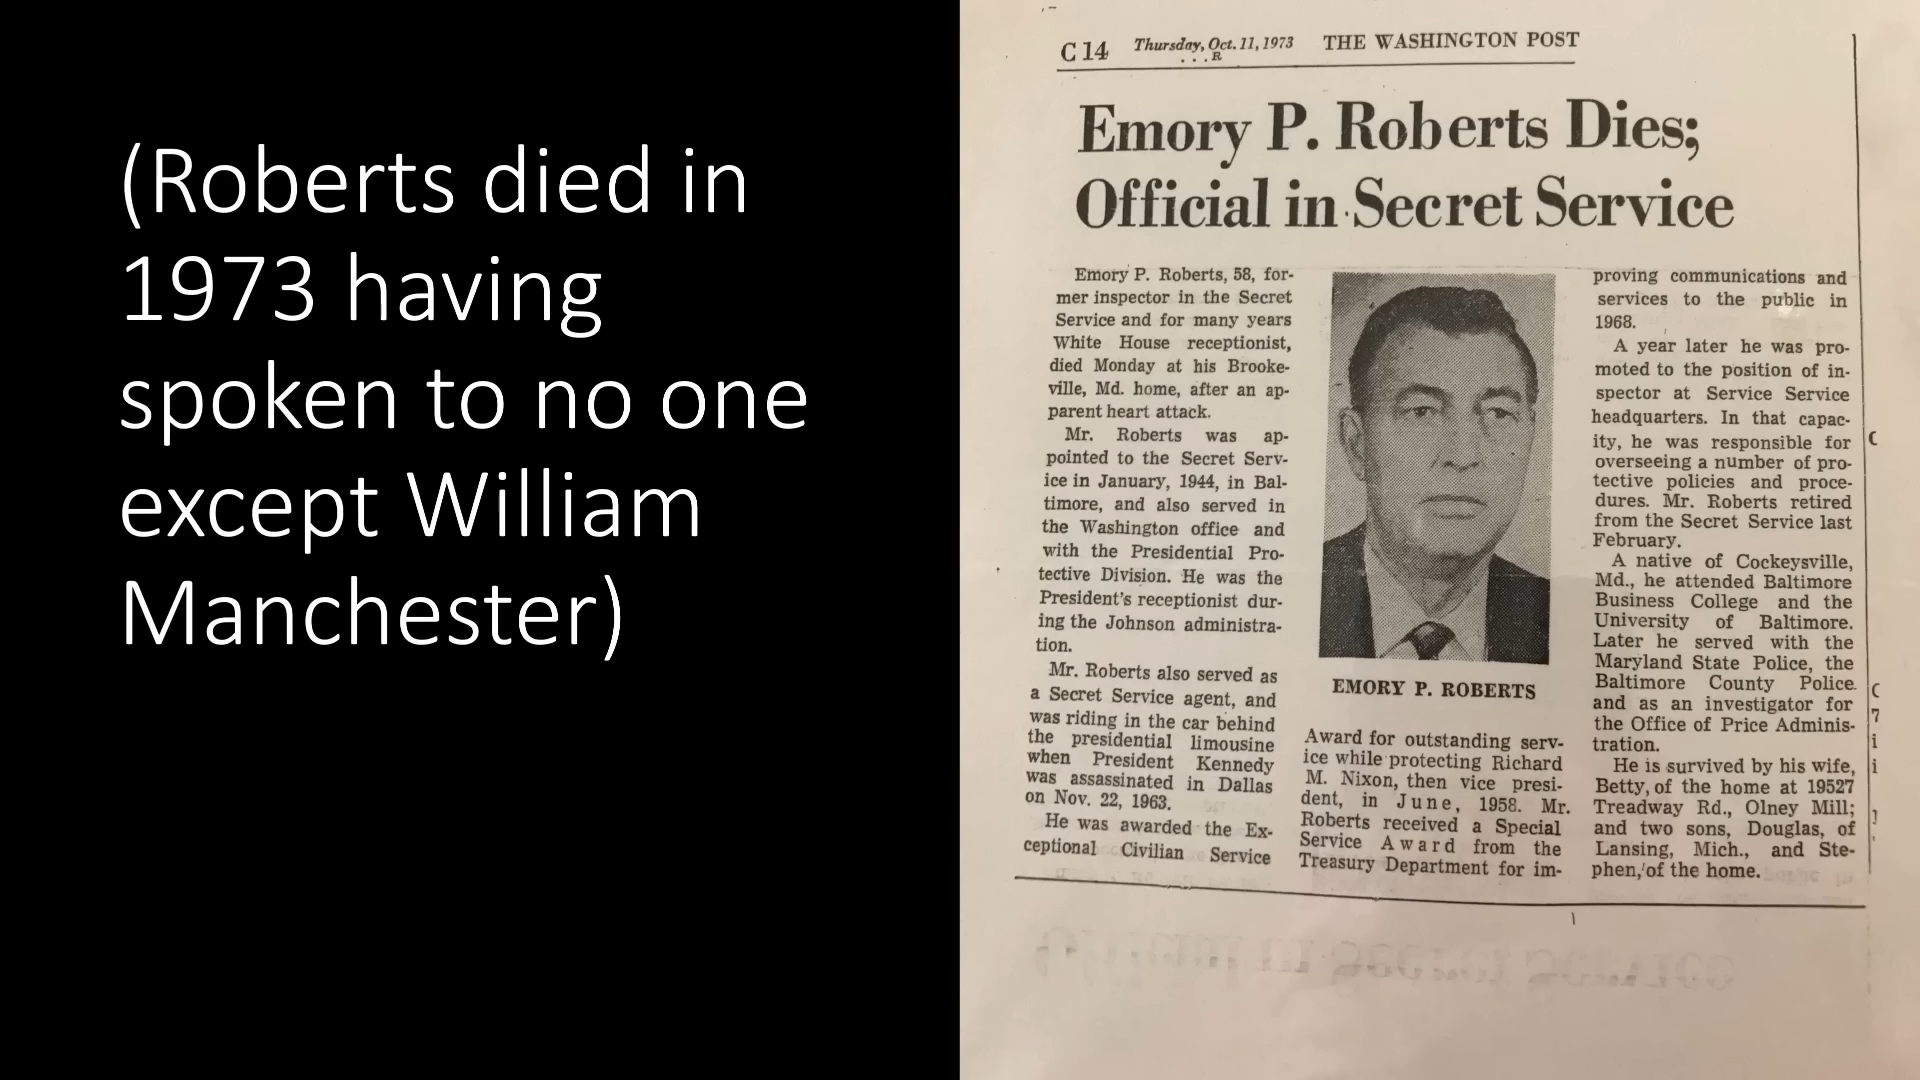 (Roberts died in
1973 having
spoken to no one
except William
Manchester)
C 14 Thursday, Oct. 11, 1973 THE WASHINGTON POST
. . . R
Emory P. Roberts Dies;
Official in Secret Service
Emory P. Roberts, 58, for-
mer inspector in the Secret
Service and for many years
White House receptionist,
died Monday at his Brooke-
ville, Md. home, after an ap-
parent heart attack.
Mr. Roberts was ap-
pointed to the Secret Serv-
ice in January, 1944, in Bal-
timore, and also served in
the Washington office and
with the Presidential Pro-
tective Division. He was the
President's receptionist dur-
ing the Johnson administra-
tion.
Mr. Roberts also served as
a Secret Service agent, and
was riding in the car behind
the presidential limousine
when President Kennedy
was assassinated in Dallas
on Nov. 22, 1963.
He was awarded the Ex-
ceptional Civilian Service
EMORY P. ROBERTS
Award for outstanding serv-
ice while protecting Richard
M. Nixon, then vice presi-
dent, in June, 1958. Mr.
Roberts received a Special
Service Award from the
Treasury Department for im-
proving communications and
services to the public in
1968.
A year later he was pro-
moted to the position of in-
spector at Service Service
headquarters. In that capac-
ity, he was responsible for
overseeing a number of pro-
tective policies and proce-
dures. Mr. Roberts retired
from the Secret Service last
February.
A native of Cockeysville,
Md., he attended Baltimore
Business College and the
University of Baltimore.
Later he served with the
Maryland State Police, the
Baltimore County Police
and as an investigator for
the Office of Price Adminis-
tration.
He is survived by his wife,
Betty, of the home at 19527
Treadway Rd., Olney Mill;
and two sons, Douglas, of
Lansing, Mich., and Ste-
phen, of the home.